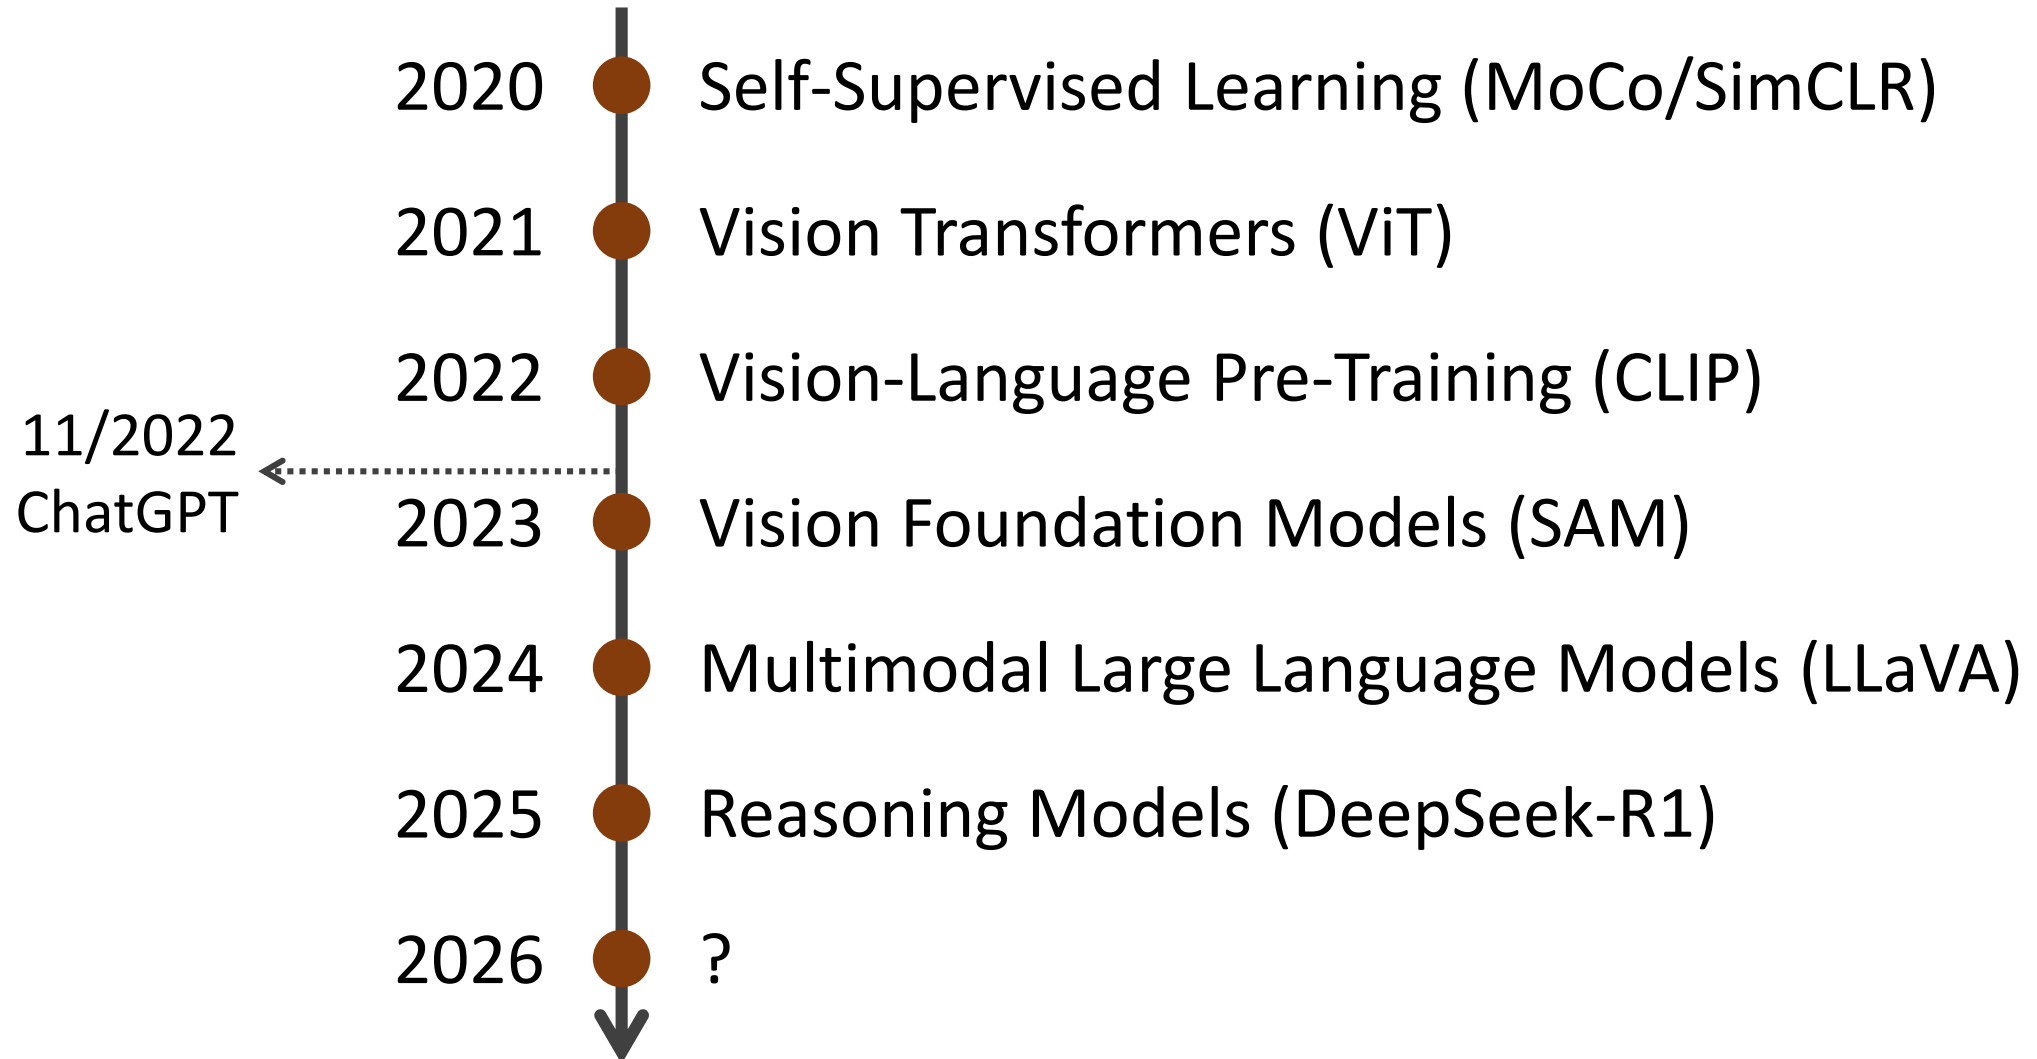 2020 Self-Supervised Learning (MoCo/SimCLR)
2021 Vision Transformers (ViT)
2022 Vision-Language Pre-Training (CLIP)
11/2022
ChatGPT
2023 Vision Foundation Models (SAM)
2024 Multimodal Large Language Models (LLaVA)
2025 Reasoning Models (DeepSeek-R1)
2026 ?